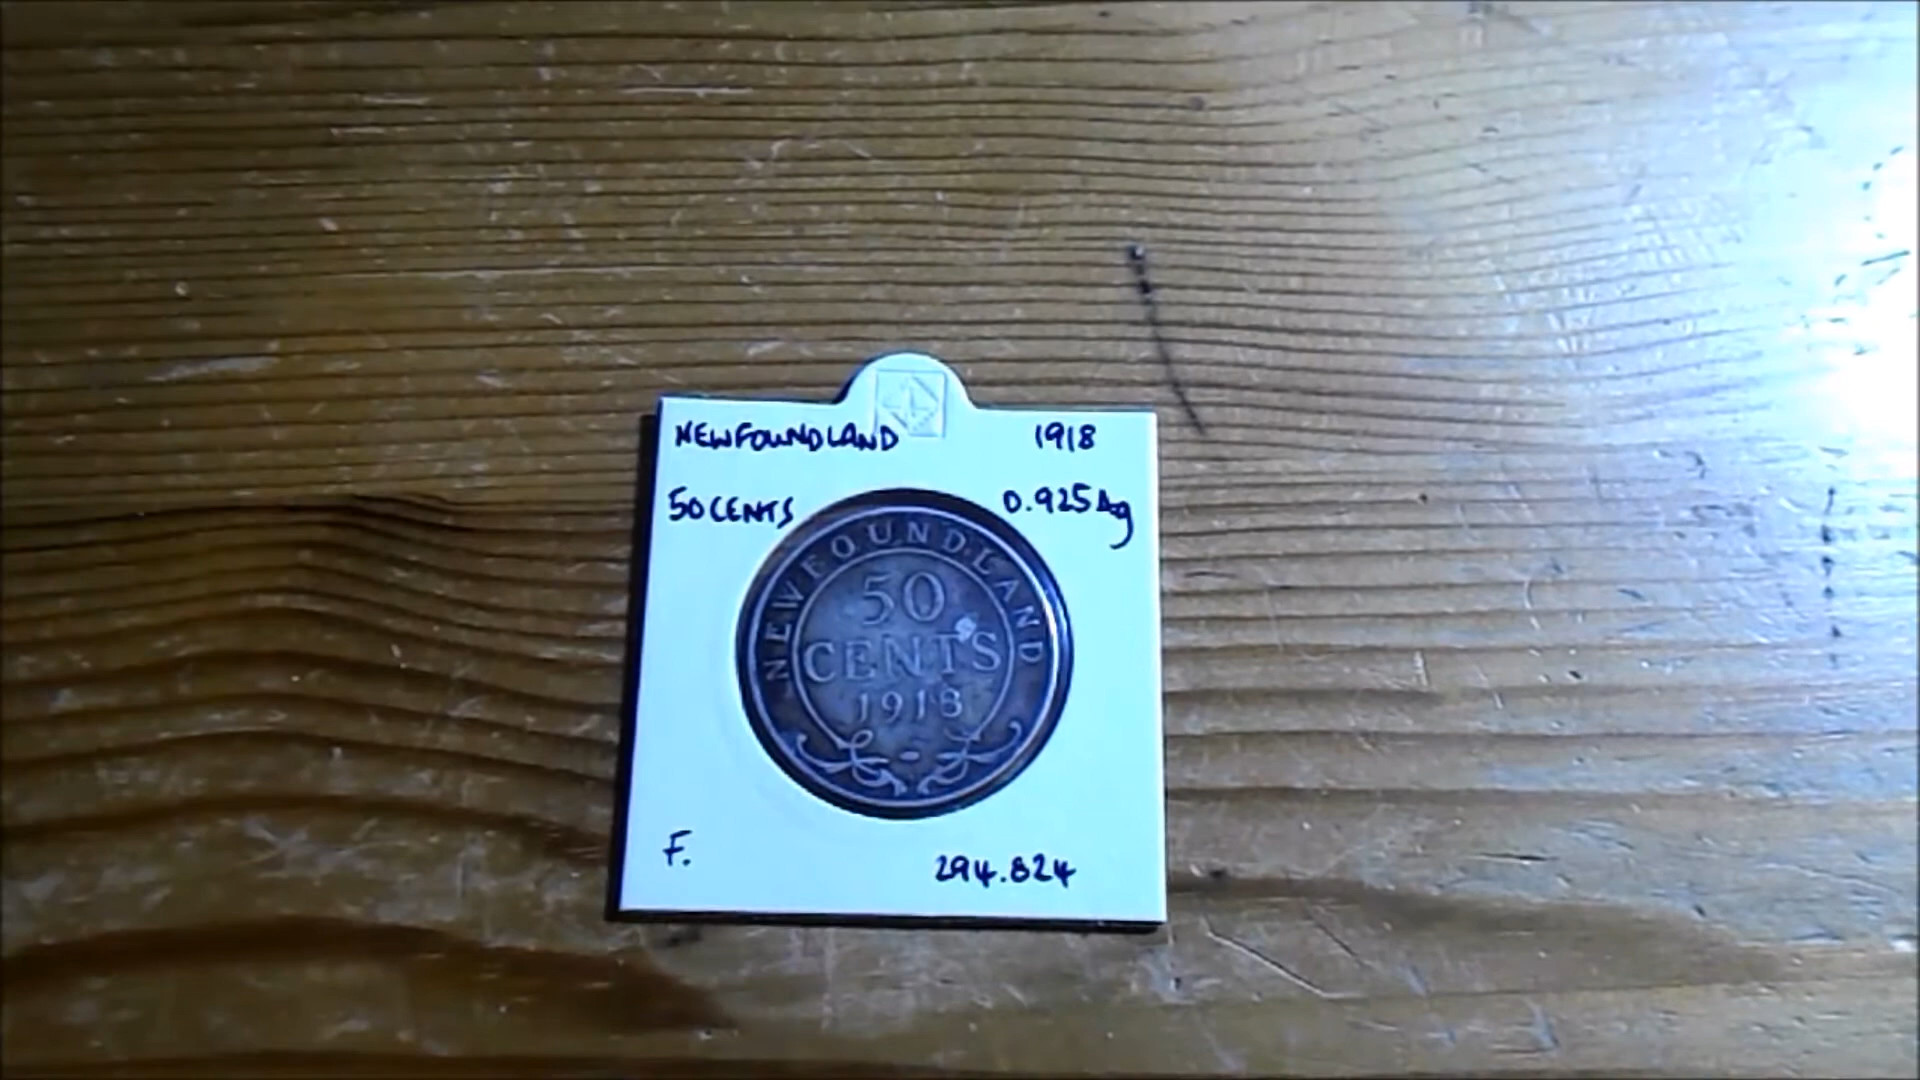 NEWFOUNDLAND 1918
50 CENTS 0.925 Ag
NEWFOUNDLAND
50
CENTS
1918
F. 294.824